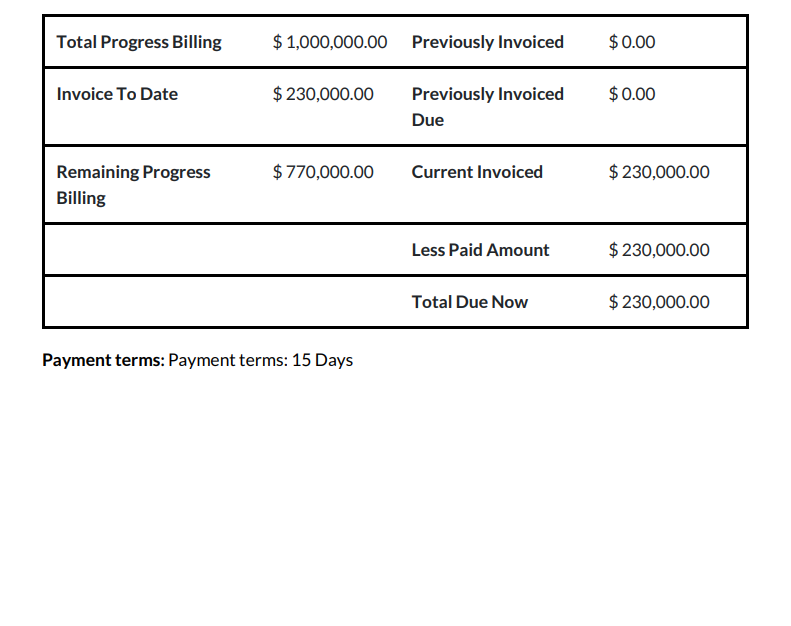 Total Progress Billing $ 1,000,000.00 Previously Invoiced $ 0.00
Invoice To Date $ 230,000.00 Previously Invoiced $ 0.00
Due
Remaining Progress $ 770,000.00 Current Invoiced $ 230,000.00
Billing
Less Paid Amount $ 230,000.00
Total Due Now $ 230,000.00
Payment terms: Payment terms: 15 Days